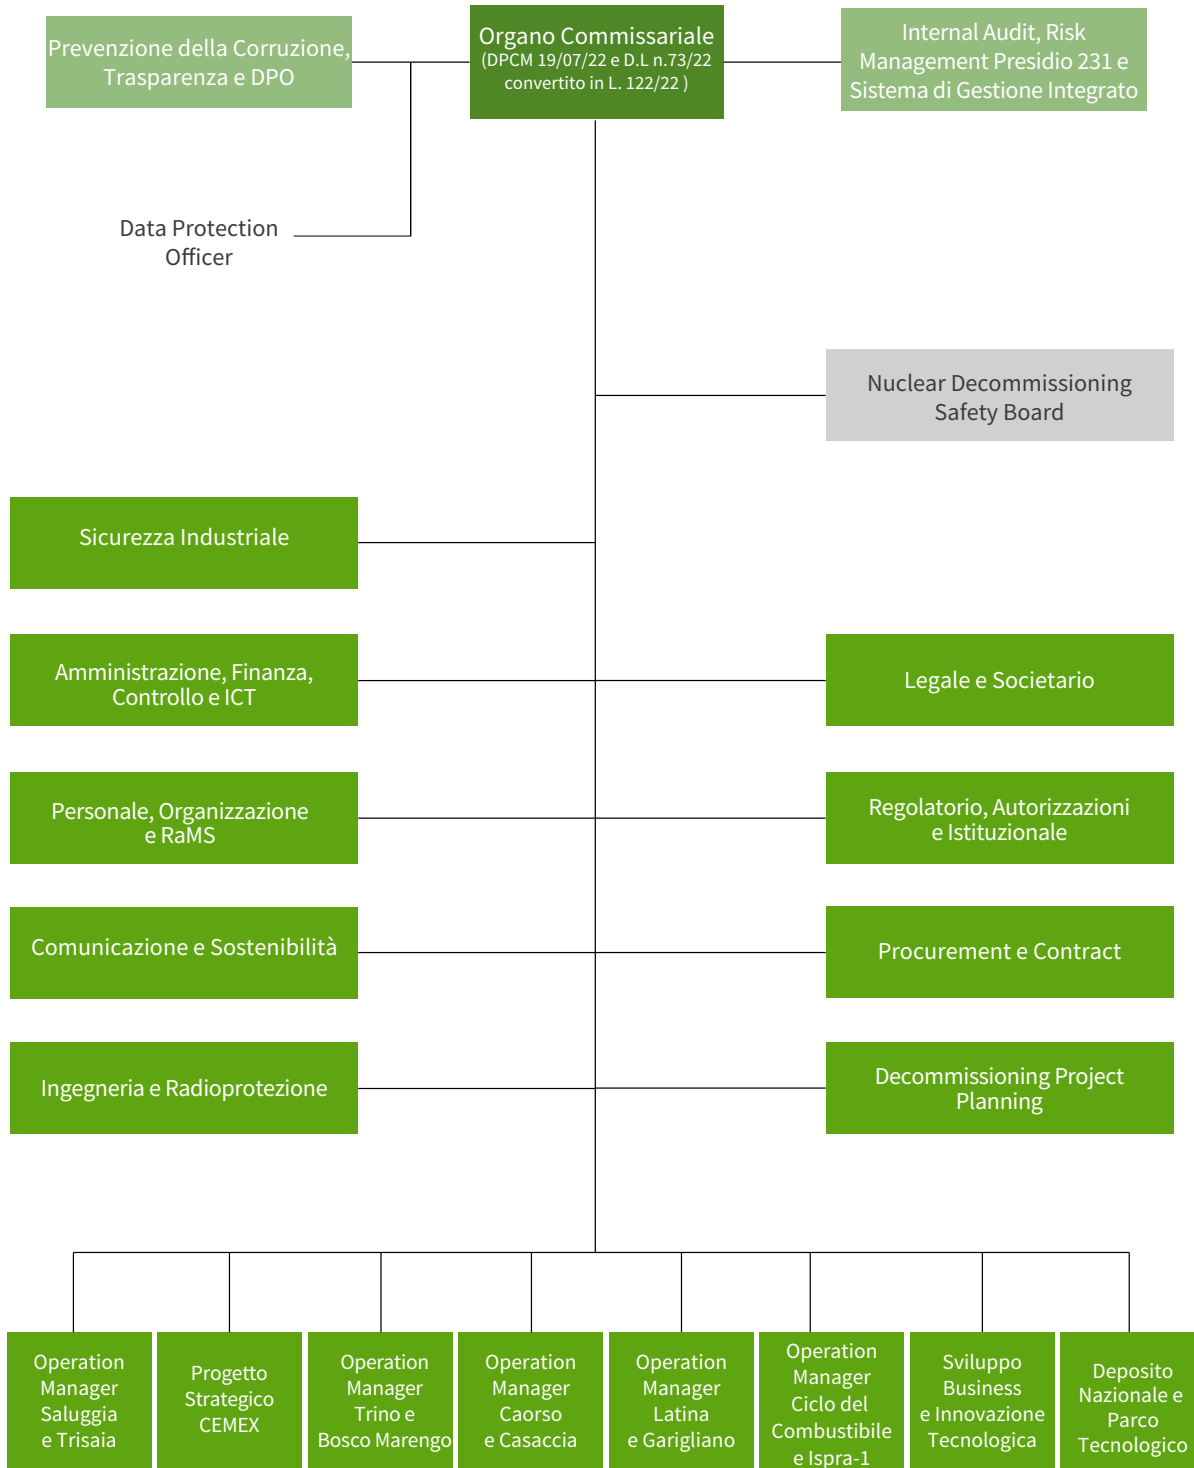 Prevenzione della Corruzione,
Trasparenza e DPO
Organo Commissariale
(DPCM 19/07/22 e D.L n.73/22
convertito in L. 122/22 )
Internal Audit, Risk
Management Presidio 231 e
Sistema di Gestione Integrato
Data Protection
Officer
Nuclear Decommissioning
Safety Board
Sicurezza Industriale
Amministrazione, Finanza,
Controllo e ICT
Legale e Societario
Personale, Organizzazione
e RaMS
Regolatorio, Autorizzazioni
e Istituzionale
Comunicazione e Sostenibilità
Procurement e Contract
Ingegneria e Radioprotezione
Decommissioning Project
Planning
Operation
Manager
Saluggia
e Trisaia
Progetto
Strategico
CEMEX
Operation
Manager
Trino e
Bosco Marengo
Operation
Manager
Caorso
e Casaccia
Operation
Manager
Latina
e Garigliano
Operation
Manager
Ciclo del
Combustibile
e Ispra-1
Sviluppo
Business
e Innovazione
Tecnologica
Deposito
Nazionale e
Parco
Tecnologico